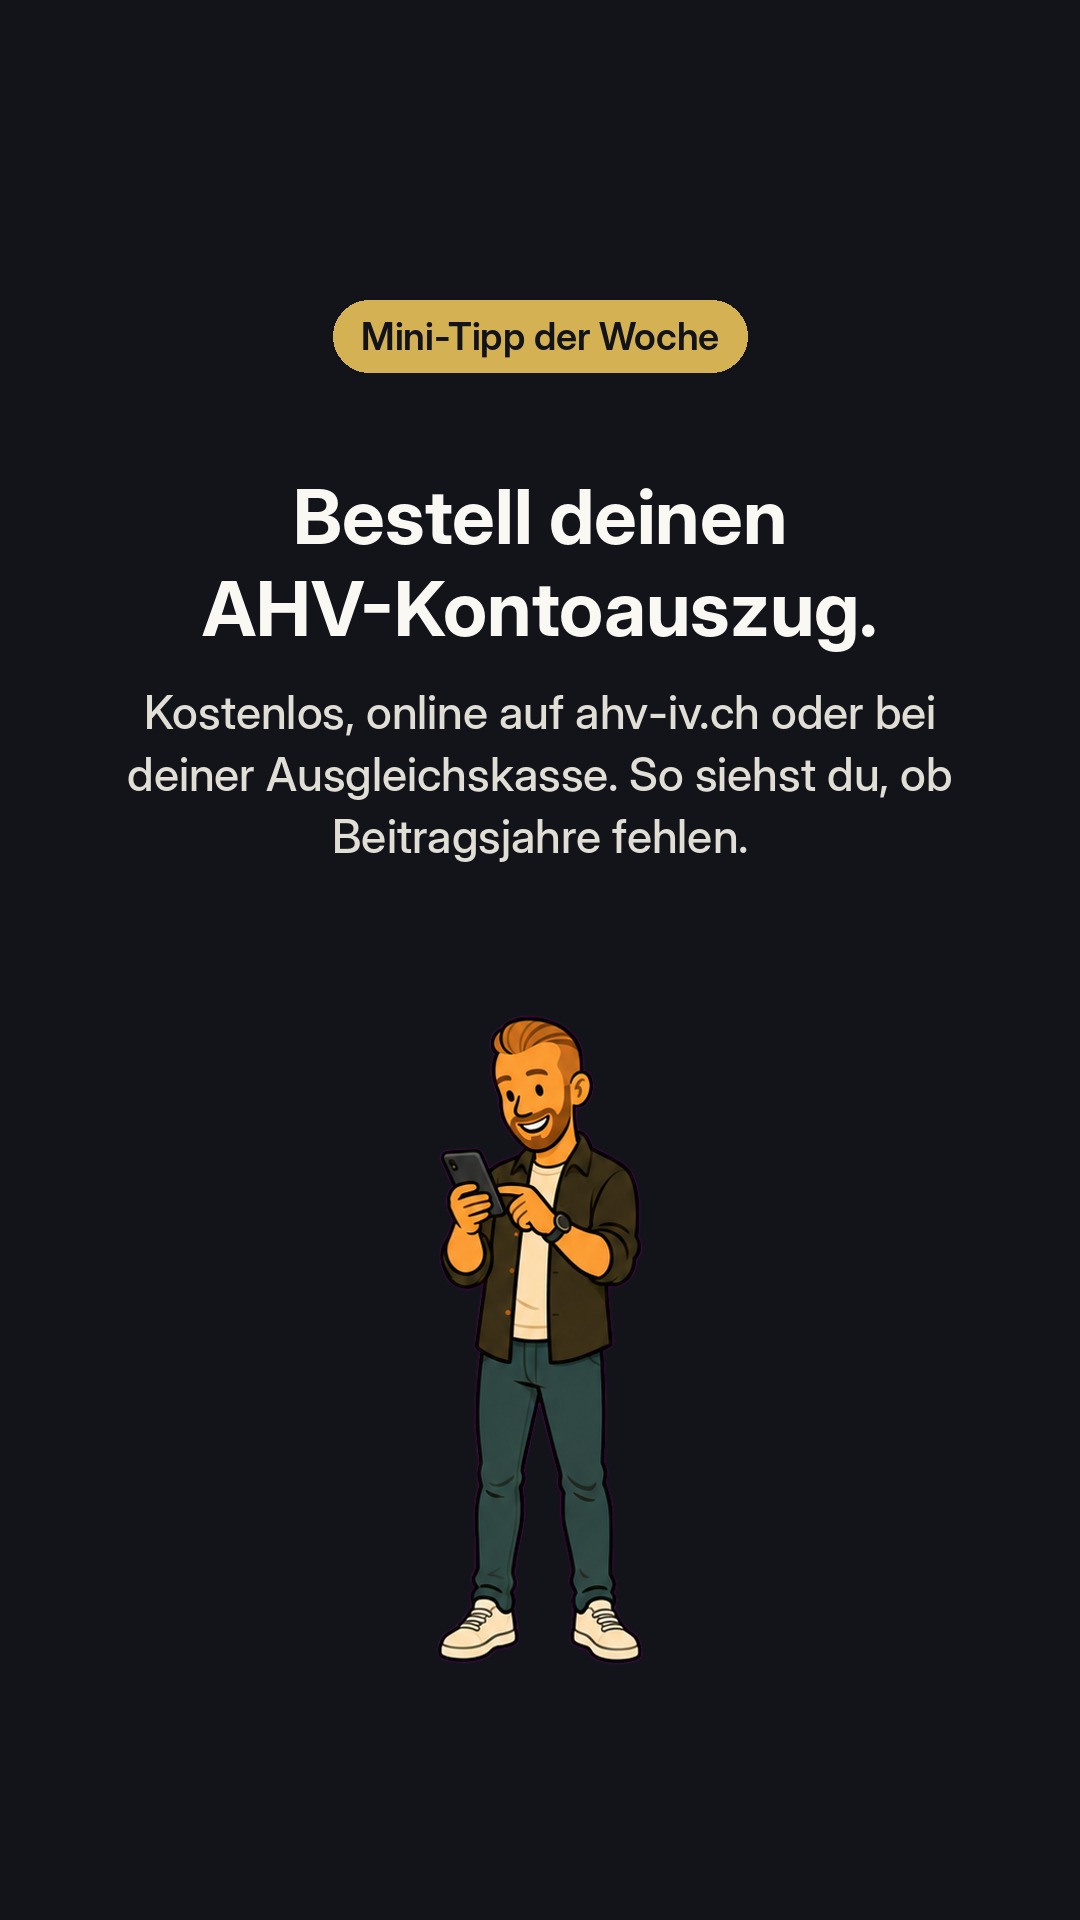 Mini-Tipp der Woche
Bestell deinen
AHV-Kontoauszug.
Kostenlos, online auf ahv-iv.ch oder bei
deiner Ausgleichskasse. So siehst du, ob
Beitragsjahre fehlen.